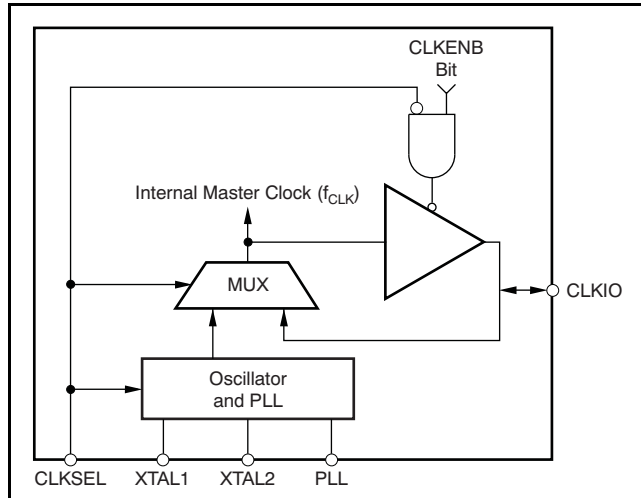 CLKENB
Bit
Internal Master Clock (fCLK)
MUX
CLKIO
Oscillator
and PLL
CLKSEL
XTAL1
XTAL2
PLL